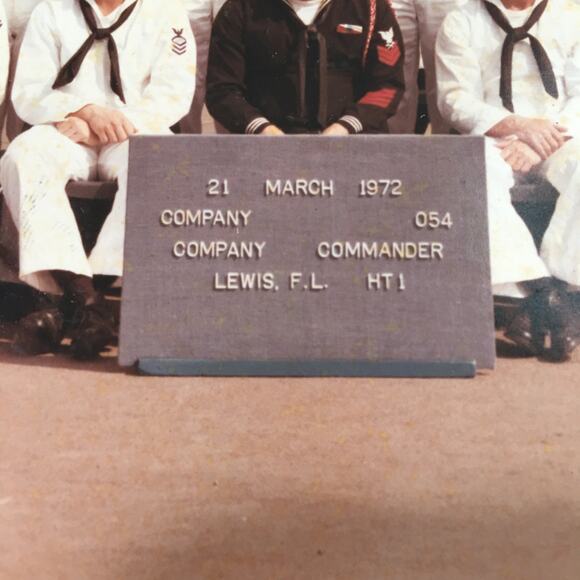 21 MARCH 1972
COMPANY 054
COMPANY COMMANDER
LEWIS, F.L. HT1